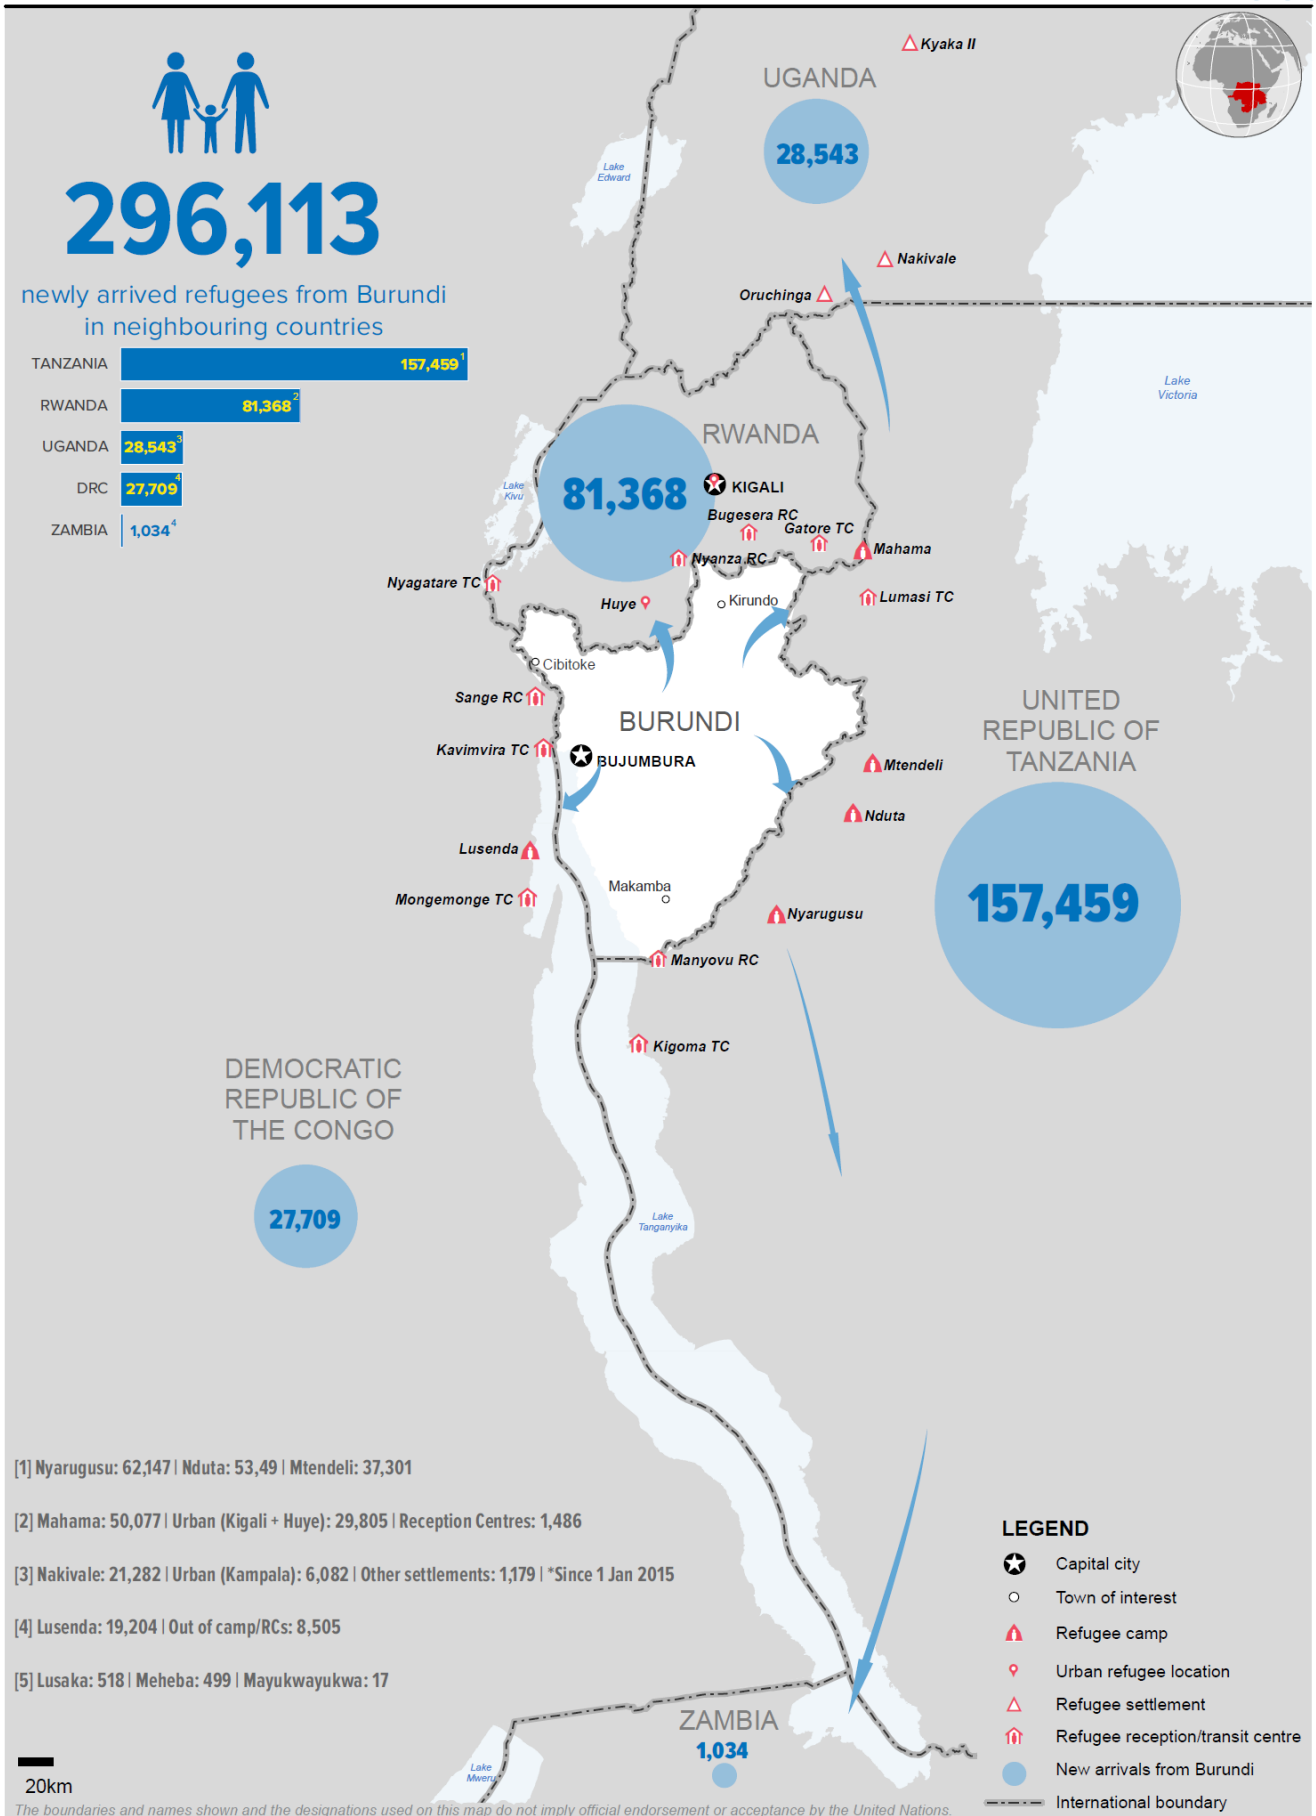 296,113
newly arrived refugees from Burundi
in neighbouring countries
TANZANIA 157,459 1
RWANDA 81,368 2
UGANDA 28,543 3
DRC 27,709 4
ZAMBIA 1,034 4
Kyaka II
UGANDA
28,543
Lake
Edward
Nakivale
Oruchinga
Lake
Victoria
RWANDA
81,368
KIGALI
Lake
Kivu
Bugesera RC
Gatore TC
Mahama
Nyanza RC
Nyagatare TC
Lumasi TC
Huye
Kirundo
Cibitoke
Sange RC
BURUNDI
UNITED
REPUBLIC OF
TANZANIA
157,459
Kavimvira TC
BUJUMBURA
Mtendeli
Nduta
Lusenda
Makamba
Mongemonge TC
Nyarugusu
Manyovu RC
Kigoma TC
DEMOCRATIC
REPUBLIC OF
THE CONGO
27,709
Lake
Tanganyika
[1] Nyarugusu: 62,147 | Nduta: 53,49 | Mtendeli: 37,301
[2] Mahama: 50,077 | Urban (Kigali + Huye): 29,805 | Reception Centres: 1,486
[3] Nakivale: 21,282 | Urban (Kampala): 6,082 | Other settlements: 1,179 | *Since 1 Jan 2015
[4] Lusenda: 19,204 | Out of camp/RCs: 8,505
[5] Lusaka: 518 | Meheba: 499 | Mayukwayukwa: 17
ZAMBIA
1,034
Lake
Mweru
20km
LEGEND
Capital city
Town of interest
Refugee camp
Urban refugee location
Refugee settlement
Refugee reception/transit centre
New arrivals from Burundi
International boundary
The boundaries and names shown and the designations used on this map do not imply official endorsement or acceptance by the United Nations.